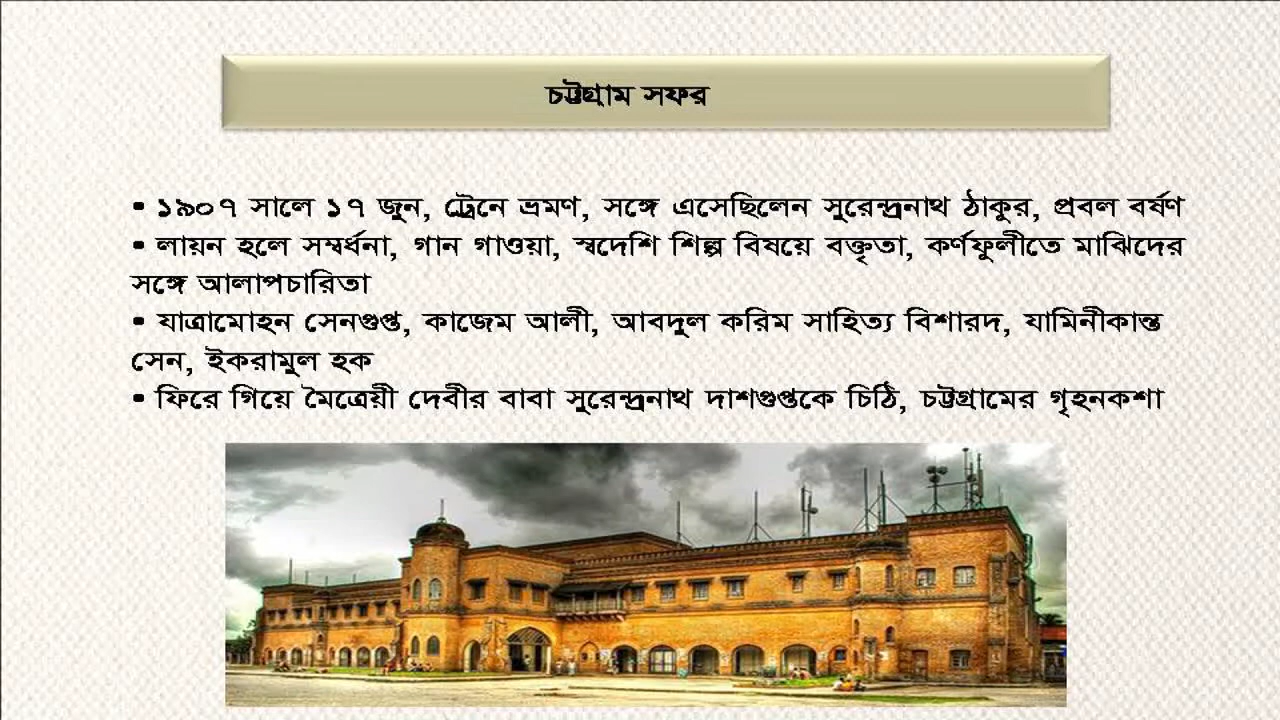 চট্টগ্রাম সফর
• ১৯০৭ সালে ১৭ জুন, ট্রেনে ভ্রমণ, সঙ্গে এসেছিলেন সুরেন্দ্রনাথ ঠাকুর, প্রবল বর্ষণ
• লায়ন হলে সম্বর্ধনা, গান গাওয়া, স্বদেশি শিল্প বিষয়ে বক্তৃতা, কর্ণফুলীতে মাঝিদের
সঙ্গে আলাপচারিতা
• যাত্রামোহন সেনগুপ্ত, কাজেম আলী, আবদুল করিম সাহিত্য বিশারদ, যামিনীকান্ত
সেন, ইকরামুল হক
• ফিরে গিয়ে মৈত্রেয়ী দেবীর বাবা সুরেন্দ্রনাথ দাশগুপ্তকে চিঠি, চট্টগ্রামের গৃহনকশা